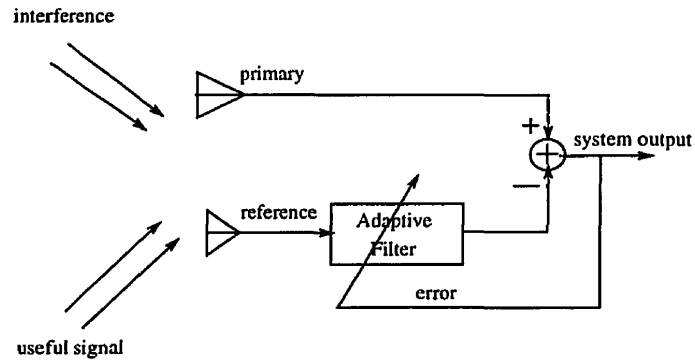 interference
primary
+
system output
+
—
reference
Adaptive
Filter
error
useful signal